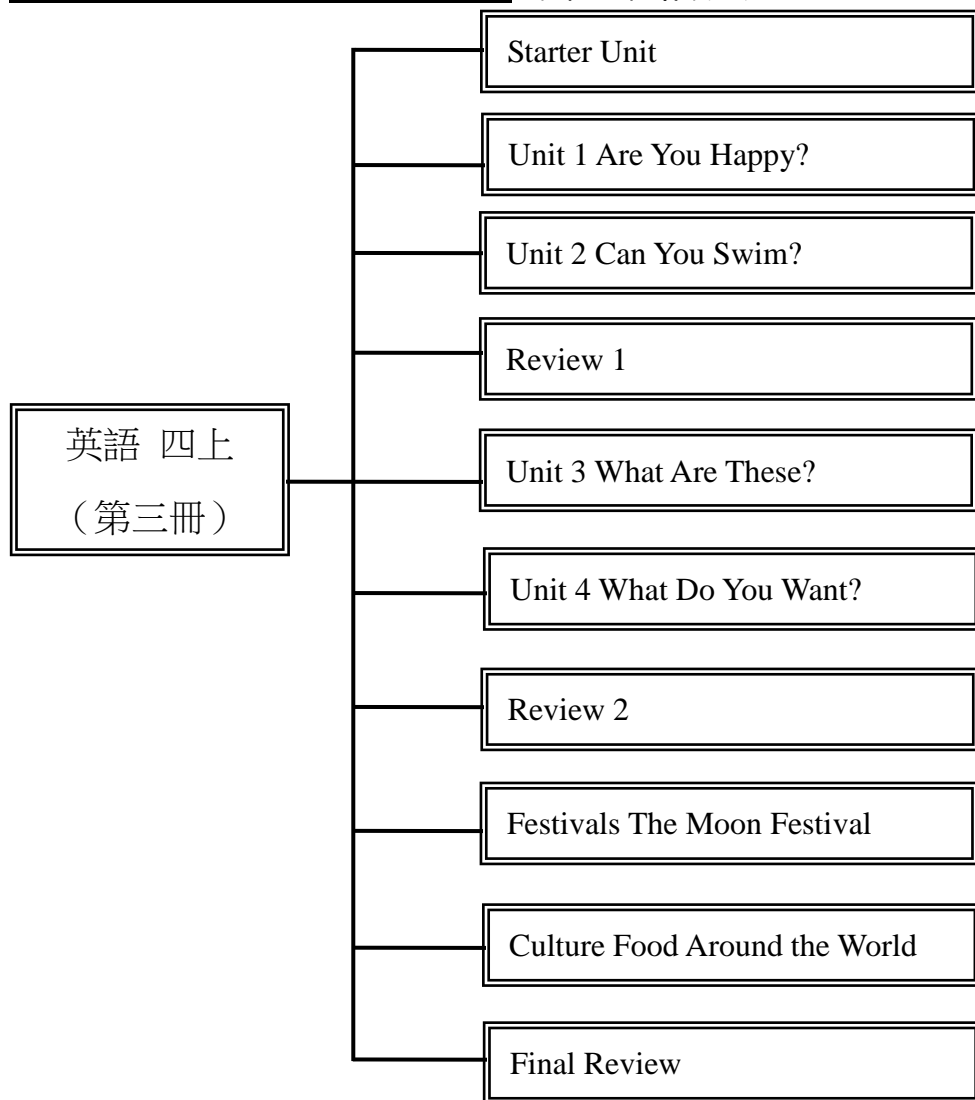 Starter Unit
Unit 1 Are You Happy?
Unit 2 Can You Swim?
Review 1
英語 四上
（第三冊）
Unit 3 What Are These?
Unit 4 What Do You Want?
Review 2
Festivals The Moon Festival
Culture Food Around the World
Final Review